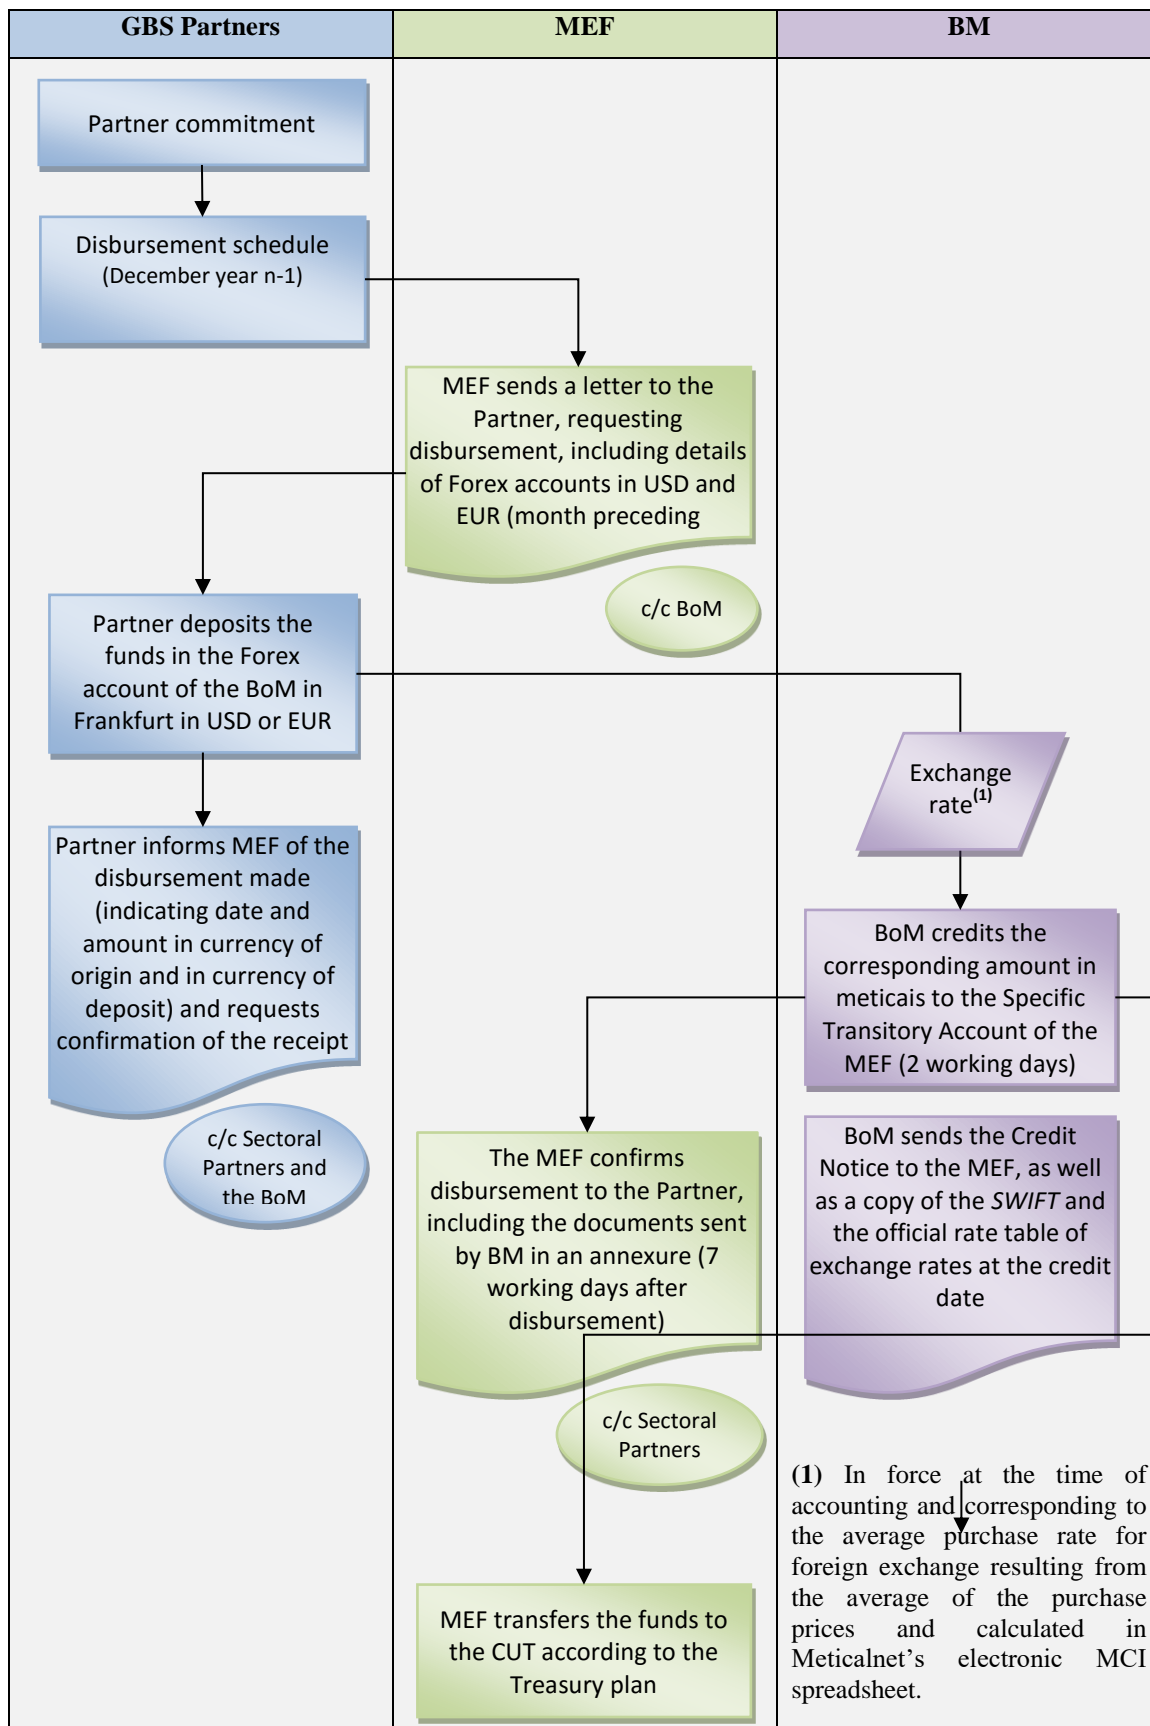 GBS Partners
MEF
BM
Partner commitment
Disbursement schedule
(December year n-1)
MEF sends a letter to the
Partner, requesting
disbursement, including details
of Forex accounts in USD and
EUR (month preceding
c/c BoM
Partner deposits the
funds in the Forex
account of the BoM in
Frankfurt in USD or EUR
Exchange
rate(1)
Partner informs MEF of the
disbursement made
(indicating date and
amount in currency of
origin and in currency of
deposit) and requests
confirmation of the receipt
c/c Sectoral
Partners and
the BoM
BoM credits the
corresponding amount in
meticais to the Specific
Transitory Account of the
MEF (2 working days)
The MEF confirms
disbursement to the Partner,
including the documents sent
by BM in an annexure (7
working days after
disbursement)
c/c Sectoral
Partners
BoM sends the Credit
Notice to the MEF, as well
as a copy of the SWIFT and
the official rate table of
exchange rates at the credit
date
MEF transfers the funds to
the CUT according to the
Treasury plan
(1) In force at the time of
accounting and corresponding to
the average purchase rate for
foreign exchange resulting from
the average of the purchase
prices and calculated in
Meticalnet's electronic MCI
spreadsheet.